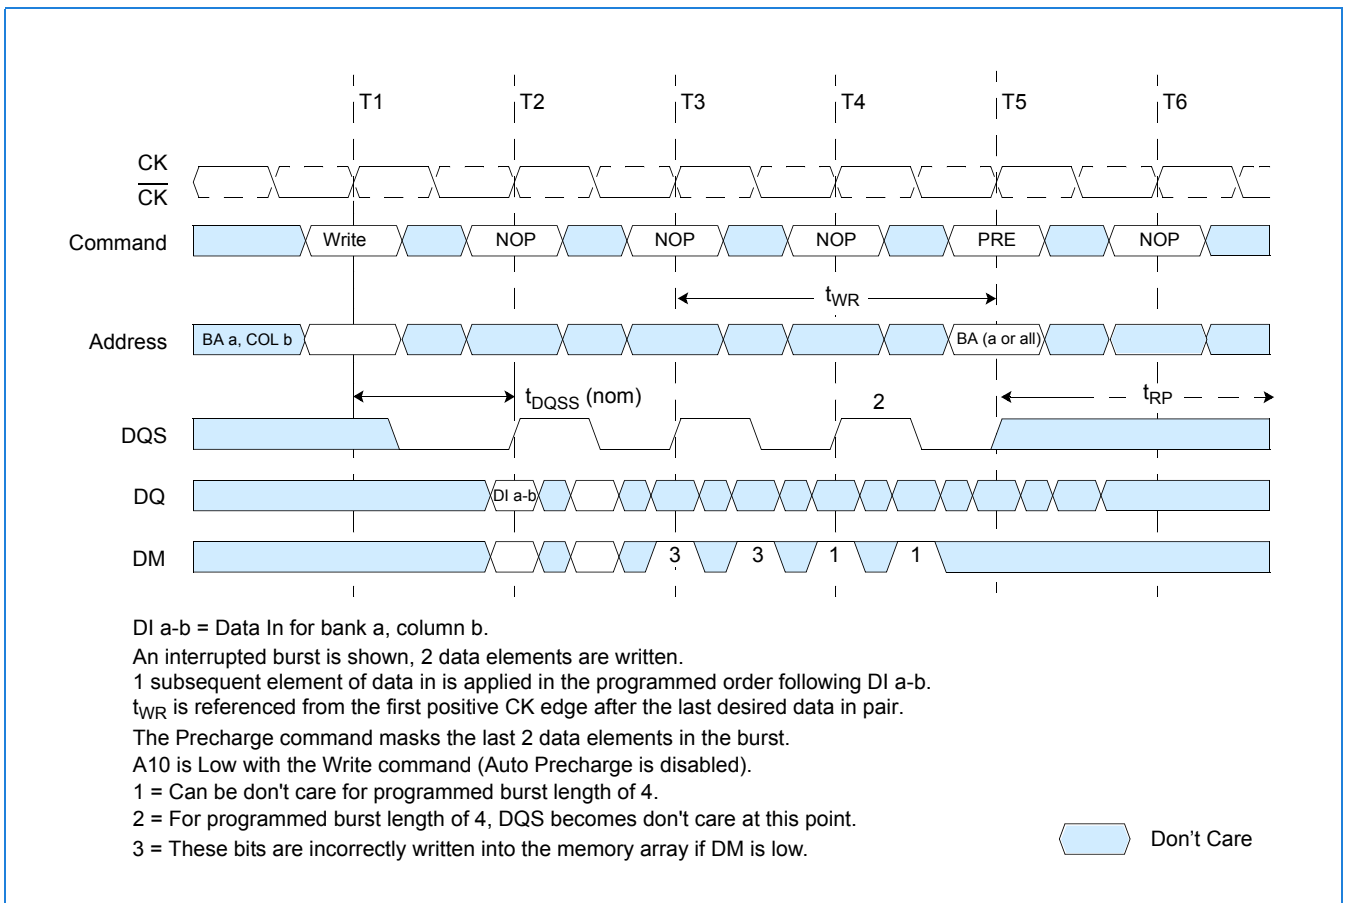 T1 T2 T3 T4 T5 T6
CK
CK
Command Write NOP NOP NOP PRE NOP
tWR
Address BA a, COL b BA (a or all)
tDQSS (nom) 2 tRP
DQS
DQ DI a-b
DM 3 3 1 1
DI a-b = Data In for bank a, column b.
An interrupted burst is shown, 2 data elements are written.
1 subsequent element of data in is applied in the programmed order following DI a-b.
tWR is referenced from the first positive CK edge after the last desired data in pair.
The Precharge command masks the last 2 data elements in the burst.
A10 is Low with the Write command (Auto Precharge is disabled).
1 = Can be don't care for programmed burst length of 4.
2 = For programmed burst length of 4, DQS becomes don't care at this point.
3 = These bits are incorrectly written into the memory array if DM is low.
Don't Care